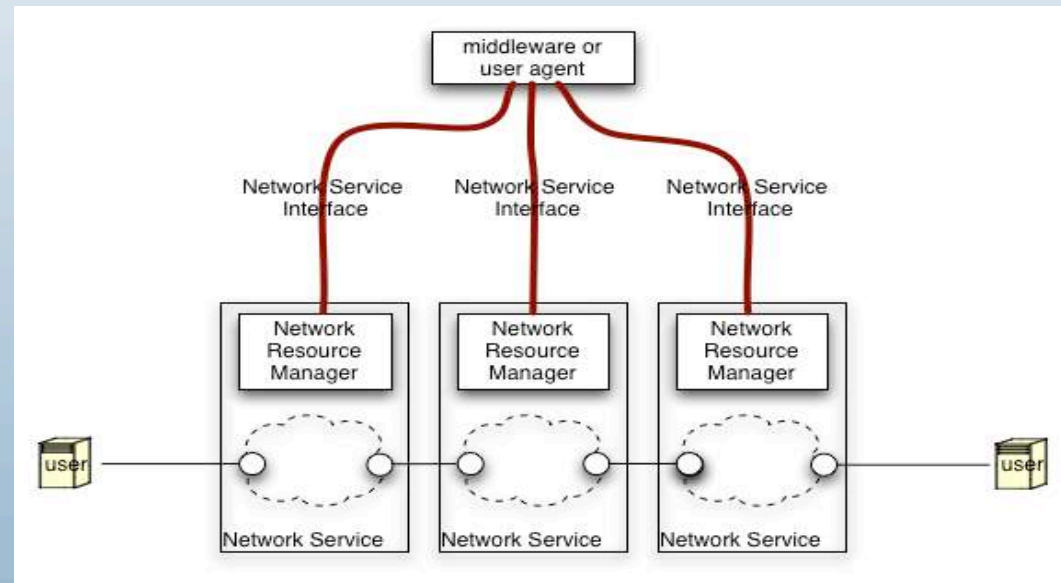 middleware or
user agent
Network Service
Interface
Network Service
Interface
Network Service
Interface
Network
Resource
Manager
Network
Resource
Manager
Network
Resource
Manager
user
user
Network Service
Network Service
Network Service